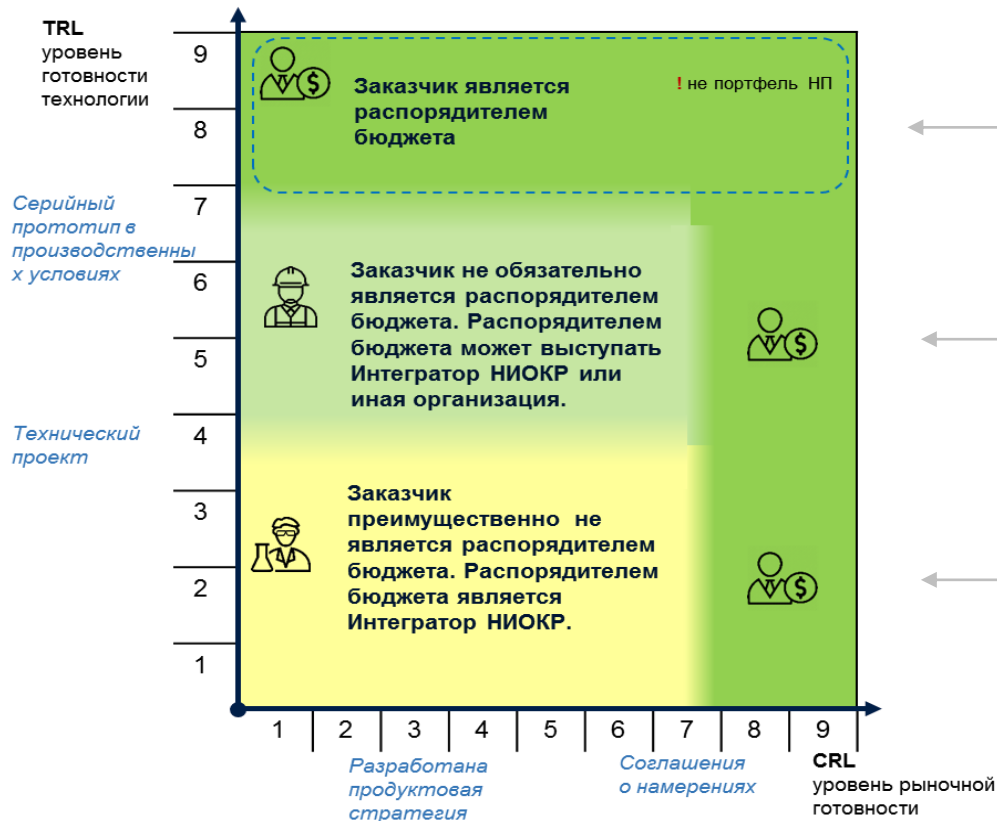 TRL
уровень
готовности
технологии
9
8
7
6
5
4
3
2
1
Серийный
прототип в
производственны
х условиях
Технический
проект
$
Заказчик является
распорядителем
бюджета
! не портфель НП
Заказчик не обязательно
является распорядителем
бюджета. Распорядителем
бюджета может выступать
Интегратор НИОКР или
иная организация.
$
Заказчик
преимущественно не
является распорядителем
бюджета. Распорядителем
бюджета является
Интегратор НИОКР.
$
1 2 3 4 5 6 7 8 9
Разработана
продуктовая
стратегия
Соглашения
о намерениях
CRL
уровень рыночной
готовности